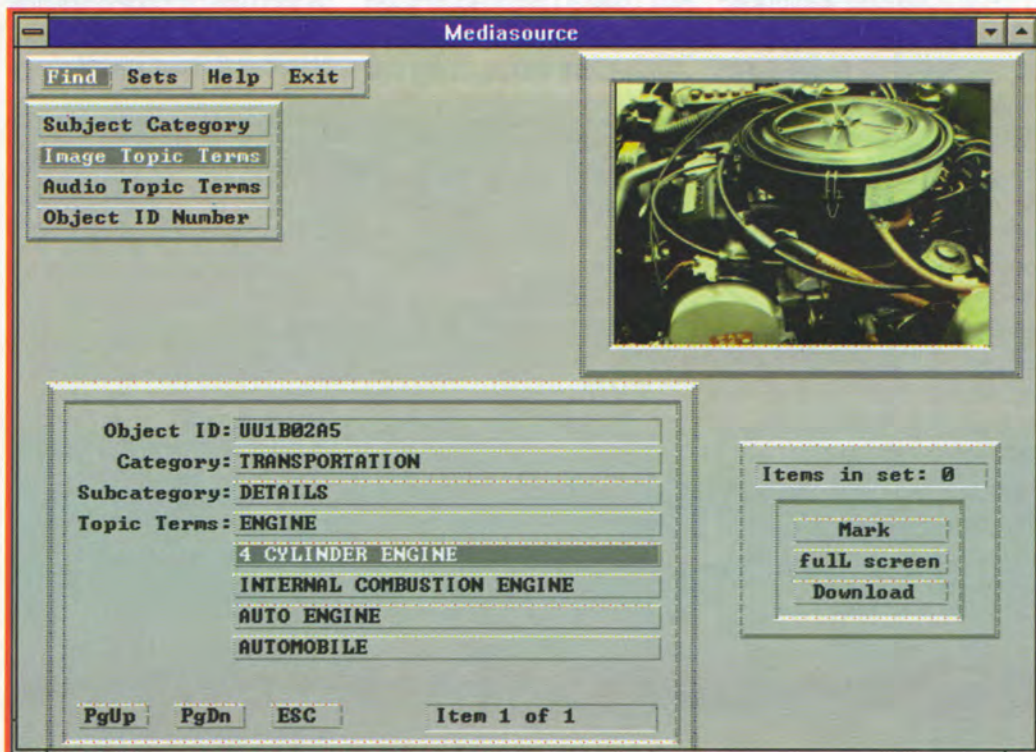 Mediasource
Find Sets Help Exit
Subject Category
Image Topic Terms
Audio Topic Terms
Object ID Number
Object ID: UU1B02A5
Category: TRANSPORTATION
Subcategory: DETAILS
Topic Terms: ENGINE
4 CYLINDER ENGINE
INTERNAL COMBUSTION ENGINE
AUTO ENGINE
AUTOMOBILE
PgUp PgDn ESC Item 1 of 1
Items in set: 0
Mark
fulL screen
Download